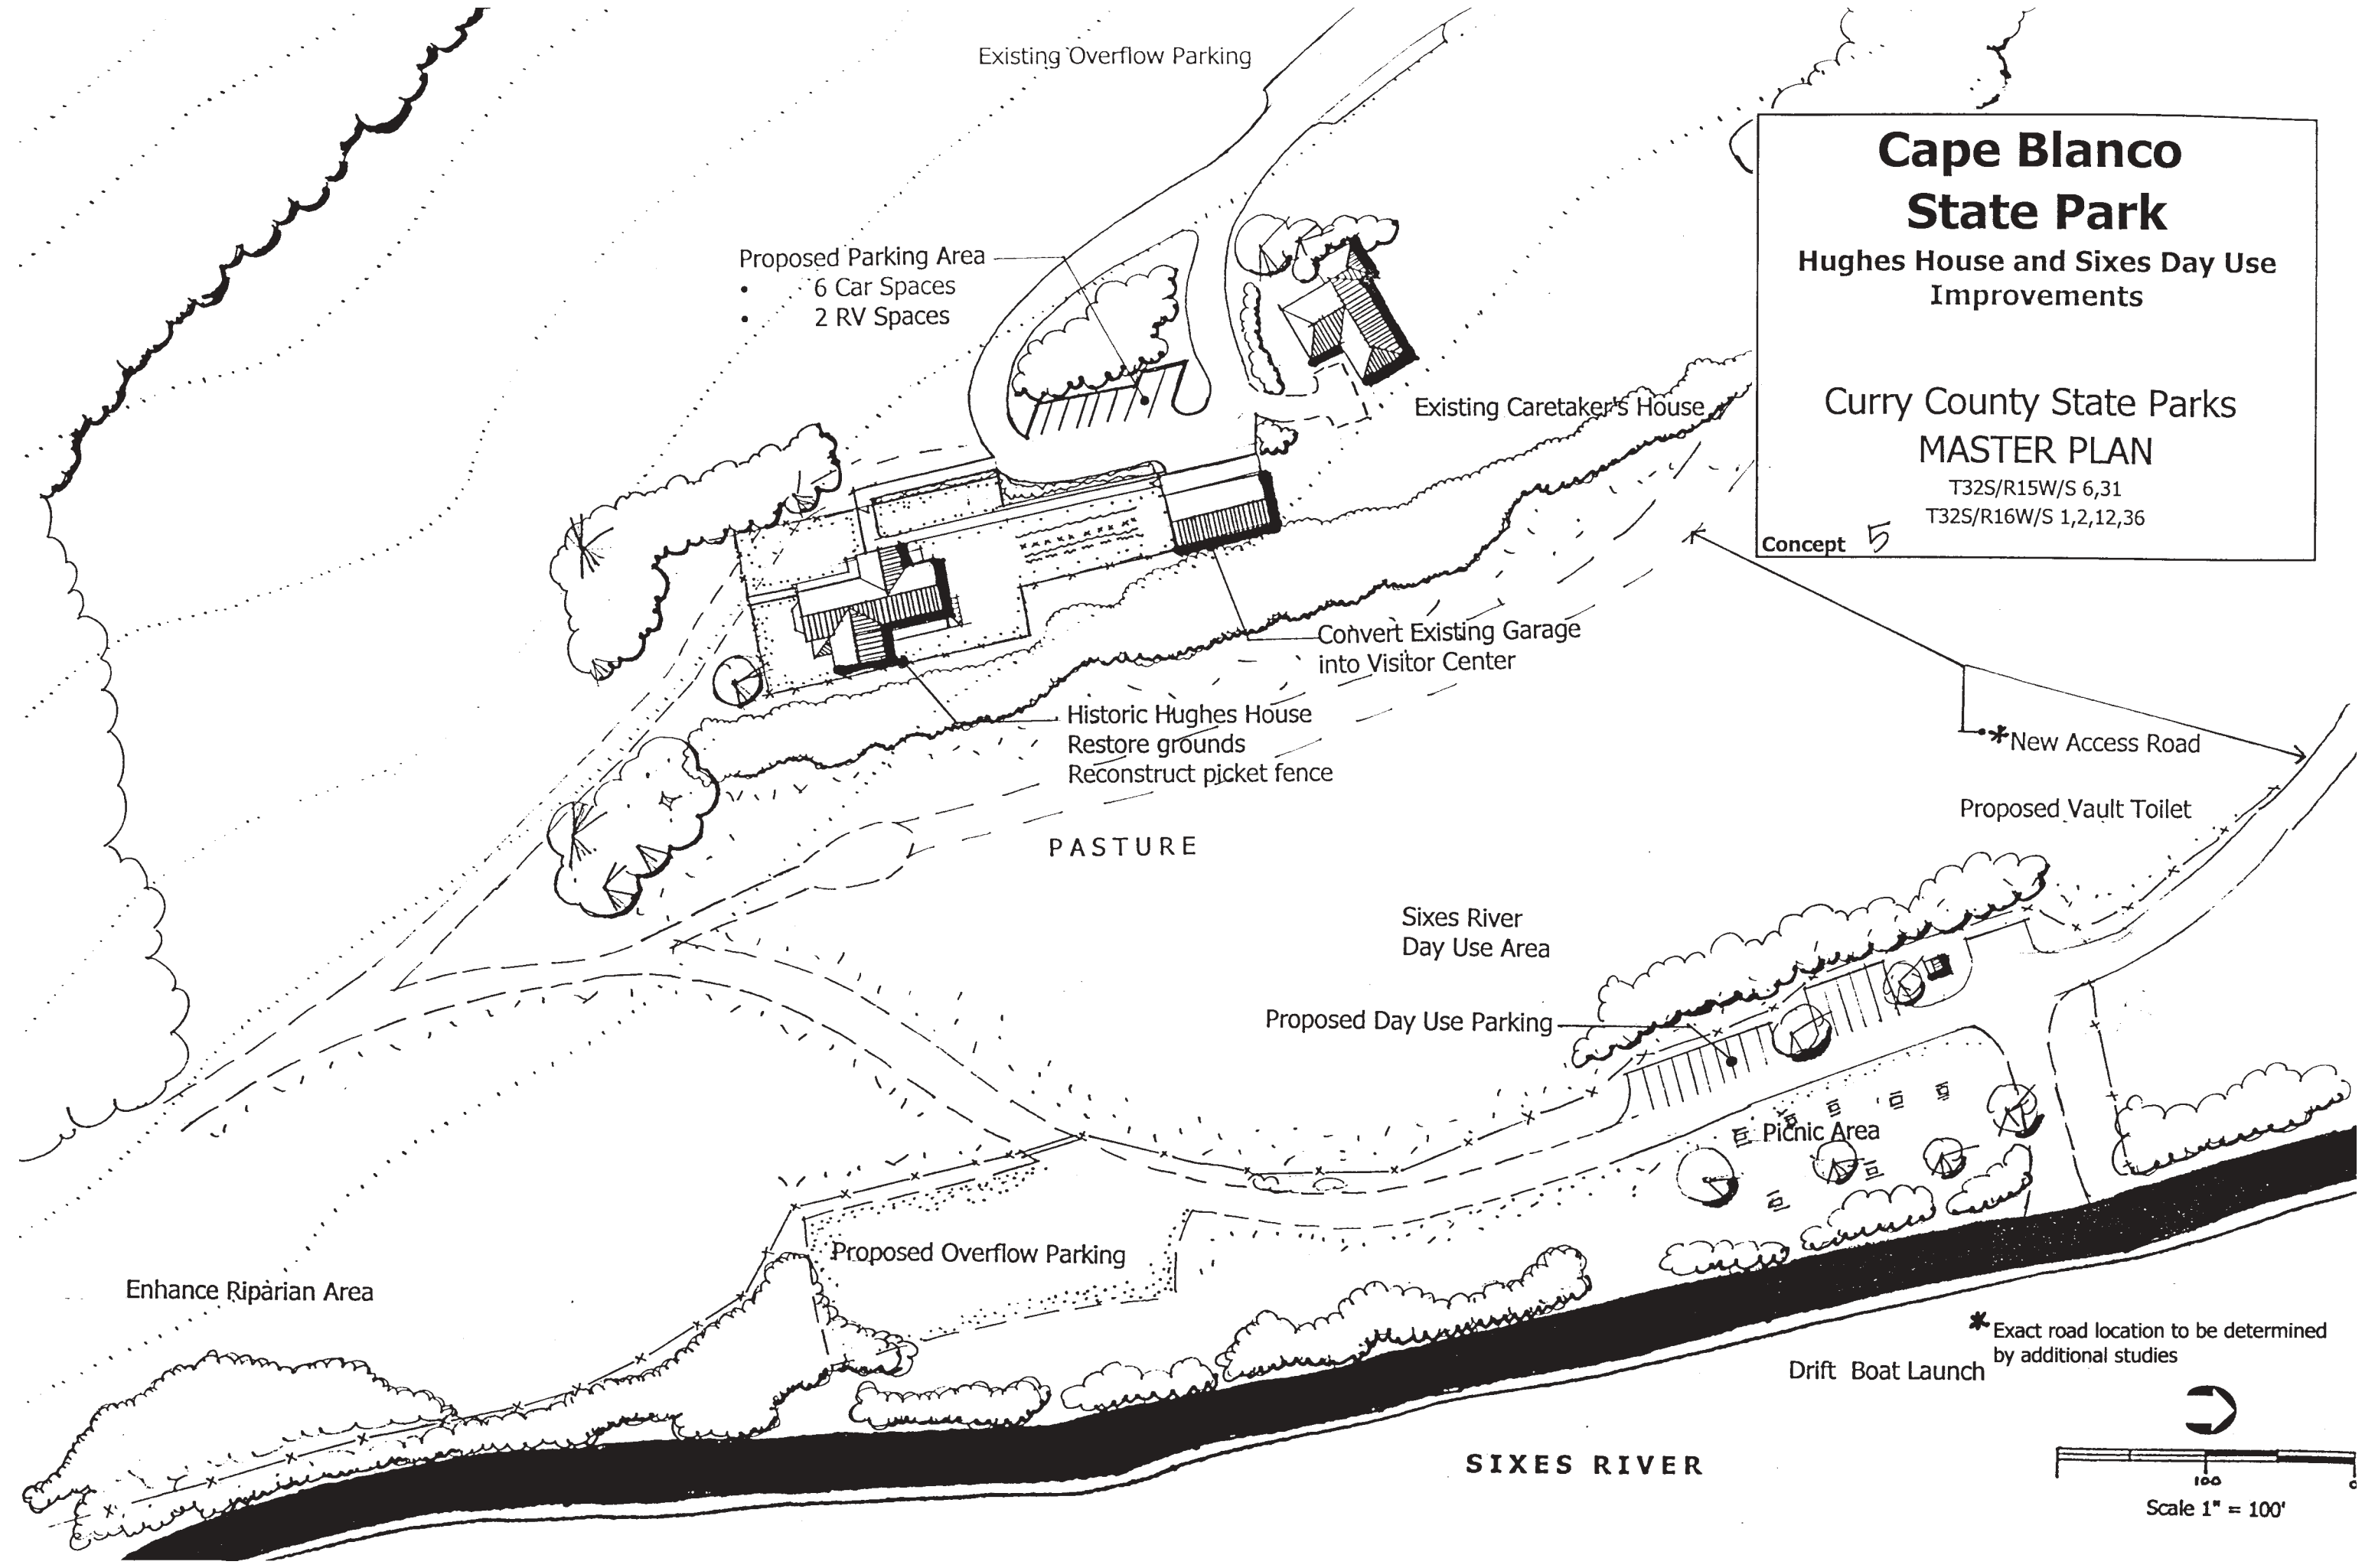 Existing Overflow Parking
Cape Blanco
State Park
Hughes House and Sixes Day Use
Improvements
Curry County State Parks
MASTER PLAN
T32S/R15W/S 6,31
T32S/R16W/S 1,2,12,36
Concept 5
Proposed Parking Area
• 6 Car Spaces
• 2 RV Spaces
Existing Caretaker's House
Convert Existing Garage
into Visitor Center
Historic Hughes House
Restore grounds
Reconstruct picket fence
*New Access Road
Proposed Vault Toilet
PASTURE
Sixes River
Day Use Area
Proposed Day Use Parking
Picnic Area
Proposed Overflow Parking
Enhance Riparian Area
* Exact road location to be determined
by additional studies
Drift Boat Launch
SIXES RIVER
100 0
Scale 1" = 100'